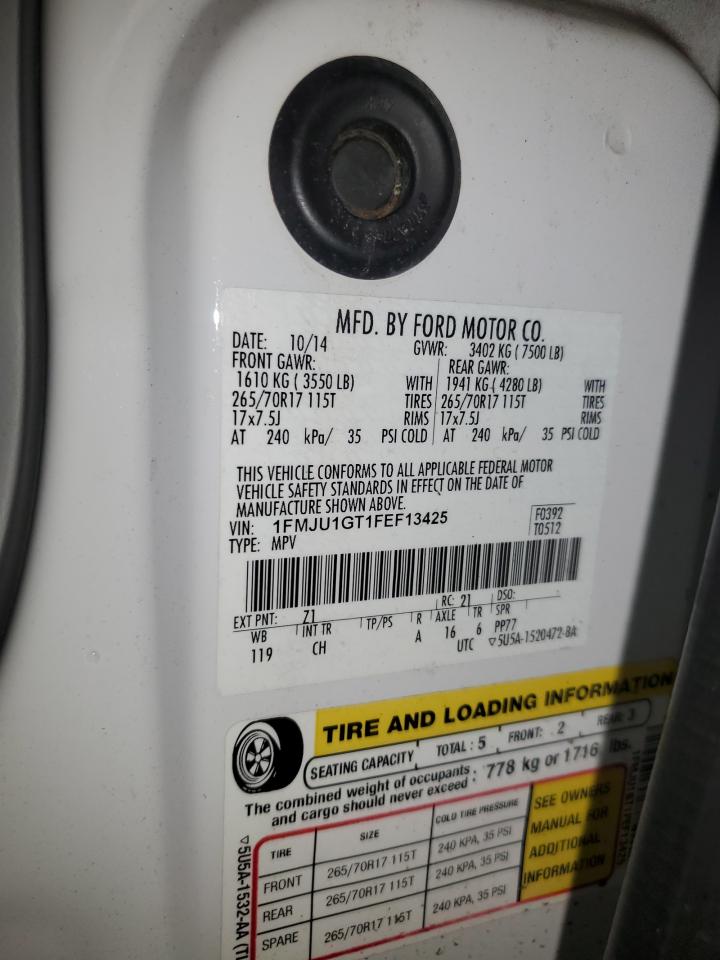 MFD. BY FORD MOTOR CO.
DATE: 10/14 GVWR: 3402 KG ( 7500 LB)
FRONT GAWR: REAR GAWR:
1610 KG ( 3550 LB) WITH 1941 KG ( 4280 LB) WITH
265/70R17 115T TIRES 265/70R17 115T TIRES
17x7.5J RIMS 17x7.5J RIMS
AT 240 kPa/ 35 PSI COLD AT 240 kPa/ 35 PSI COLD
THIS VEHICLE CONFORMS TO ALL APPLICABLE FEDERAL MOTOR
VEHICLE SAFETY STANDARDS IN EFFECT ON THE DATE OF
MANUFACTURE SHOWN ABOVE.
VIN: 1FMJU1GT1FEF13425 F0392
TYPE: MPV T0512
EXT PNT: Z1 RC: 21 DSO:
WB INT TR TP/PS R AXLE TR SPR
119 CH A 16 6 PP77
UTC ▽5U5A-1520472-BA
TIRE AND LOADING INFORMATION
SEATING CAPACITY TOTAL : 5 FRONT: 2 REAR: 3
The combined weight of occupants and cargo should never exceed : 778 kg or 1716 lbs.
TIRE SIZE COLD TIRE PRESSURE
FRONT 265/70R17 115T 240 KPA, 35 PSI
REAR 265/70R17 115T 240 KPA, 35 PSI
SPARE 265/70R17 115T 240 KPA, 35 PSI
SEE OWNERS
MANUAL FOR
ADDITIONAL
INFORMATION
▽5U5A-1532-AA